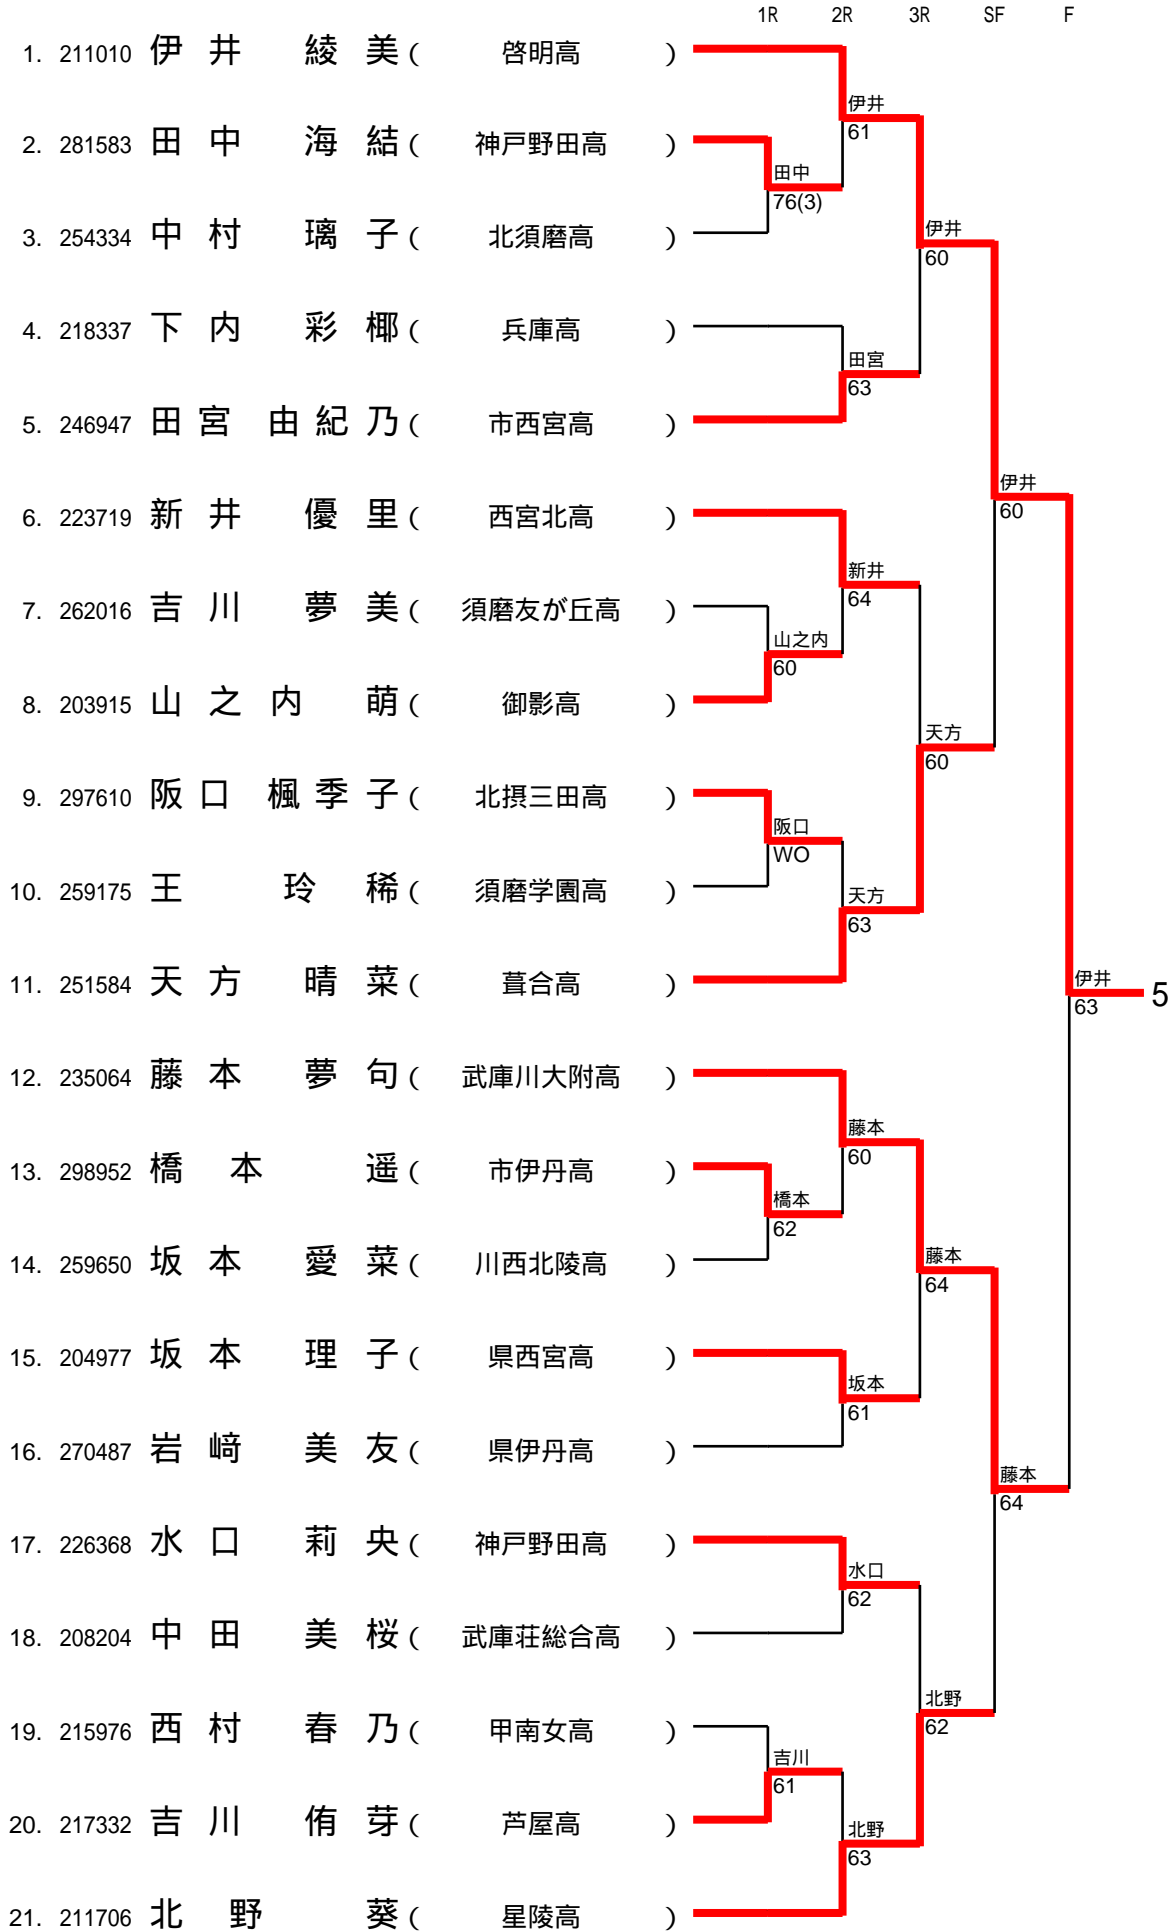 1R 2R 3R SF F
1. 211010 伊 井 綾 美 ( 啓明高 )
伊井
61
2. 281583 田 中 海 結 ( 神戸野田高 )
田中
76(3)
3. 254334 中 村 璃 子 ( 北須磨高 )
伊井
60
4. 218337 下 内 彩 椰 ( 兵庫高 )
田宮
63
5. 246947 田 宮 由 紀 乃 ( 市西宮高 )
伊井
60
6. 223719 新 井 優 里 ( 西宮北高 )
新井
64
7. 262016 吉 川 夢 美 ( 須磨友が丘高 )
山之内
60
8. 203915 山 之 内 萌 ( 御影高 )
天方
60
9. 297610 阪 口 楓 季 子 ( 北摂三田高 )
阪口
WO
10. 259175 王 玲 稀 ( 須磨学園高 )
天方
63
11. 251584 天 方 晴 菜 ( 葺合高 )
伊井
63
5
12. 235064 藤 本 夢 句 ( 武庫川大附高 )
藤本
60
13. 298952 橋 本 遥 ( 市伊丹高 )
橋本
62
14. 259650 坂 本 愛 菜 ( 川西北陵高 )
藤本
64
15. 204977 坂 本 理 子 ( 県西宮高 )
坂本
61
16. 270487 岩 﨑 美 友 ( 県伊丹高 )
藤本
64
17. 226368 水 口 莉 央 ( 神戸野田高 )
水口
62
18. 208204 中 田 美 桜 ( 武庫荘総合高 )
北野
62
19. 215976 西 村 春 乃 ( 甲南女高 )
吉川
61
20. 217332 吉 川 侑 芽 ( 芦屋高 )
北野
63
21. 211706 北 野 葵 ( 星陵高 )